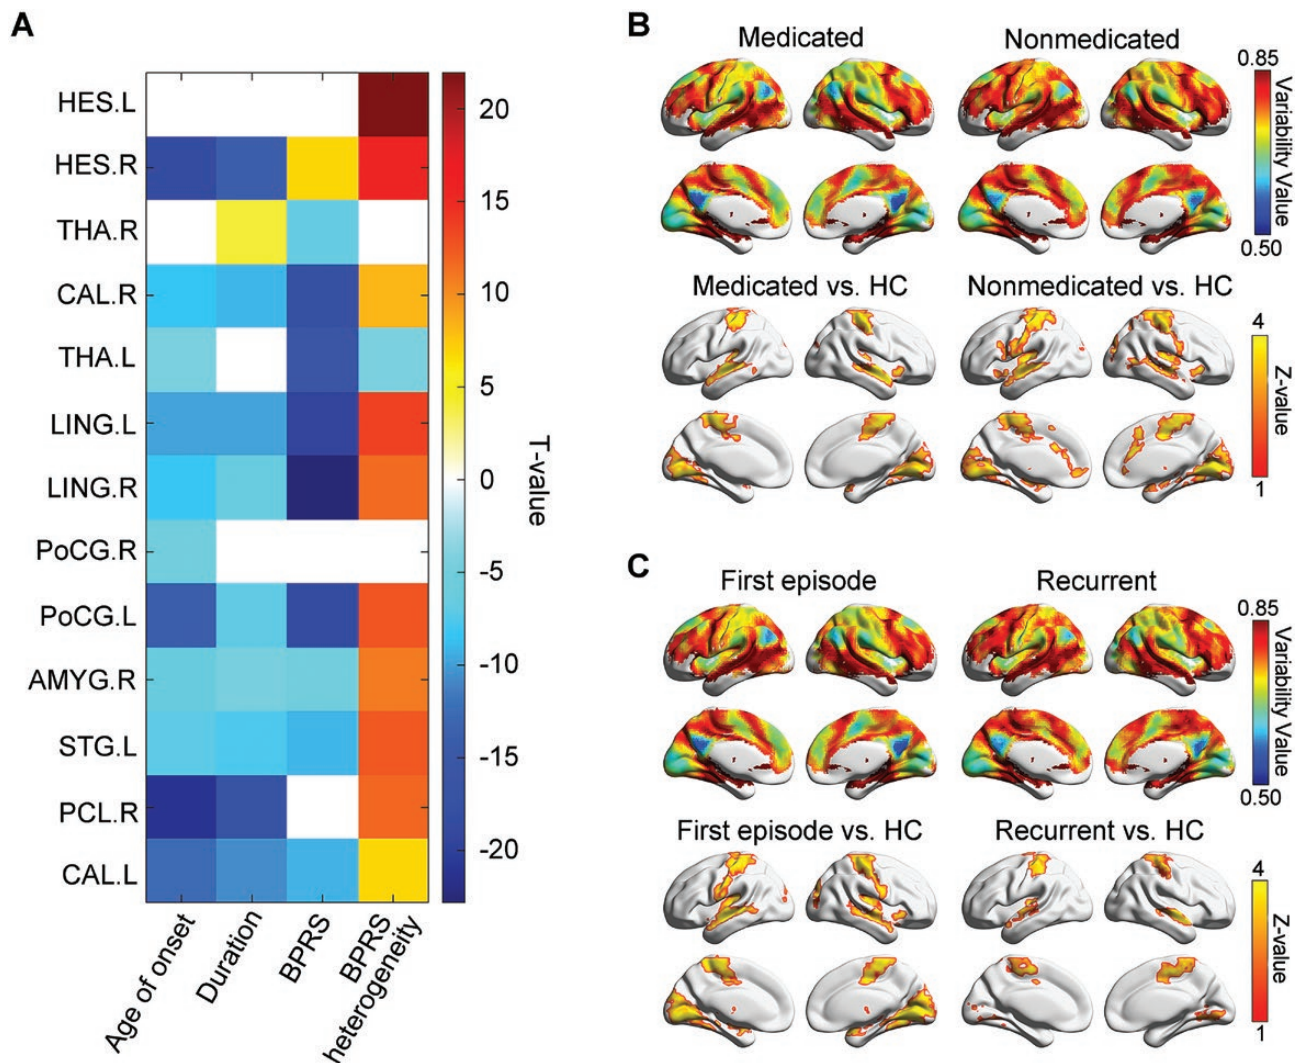 A
HES.L
HES.R
THA.R
CAL.R
THA.L
LING.L
LING.R
PoCG.R
PoCG.L
AMYG.R
STG.L
PCL.R
CAL.L
Age of onset
Duration
BPRS
BPRS
heterogeneity
20
15
10
5
0
-5
-10
-15
-20
T-value
B
Medicated
Nonmedicated
0.85
Variability Value
0.50
Medicated vs. HC
Nonmedicated vs. HC
4
Z-value
1
C
First episode
Recurrent
0.85
Variability Value
0.50
First episode vs. HC
Recurrent vs. HC
4
Z-value
1